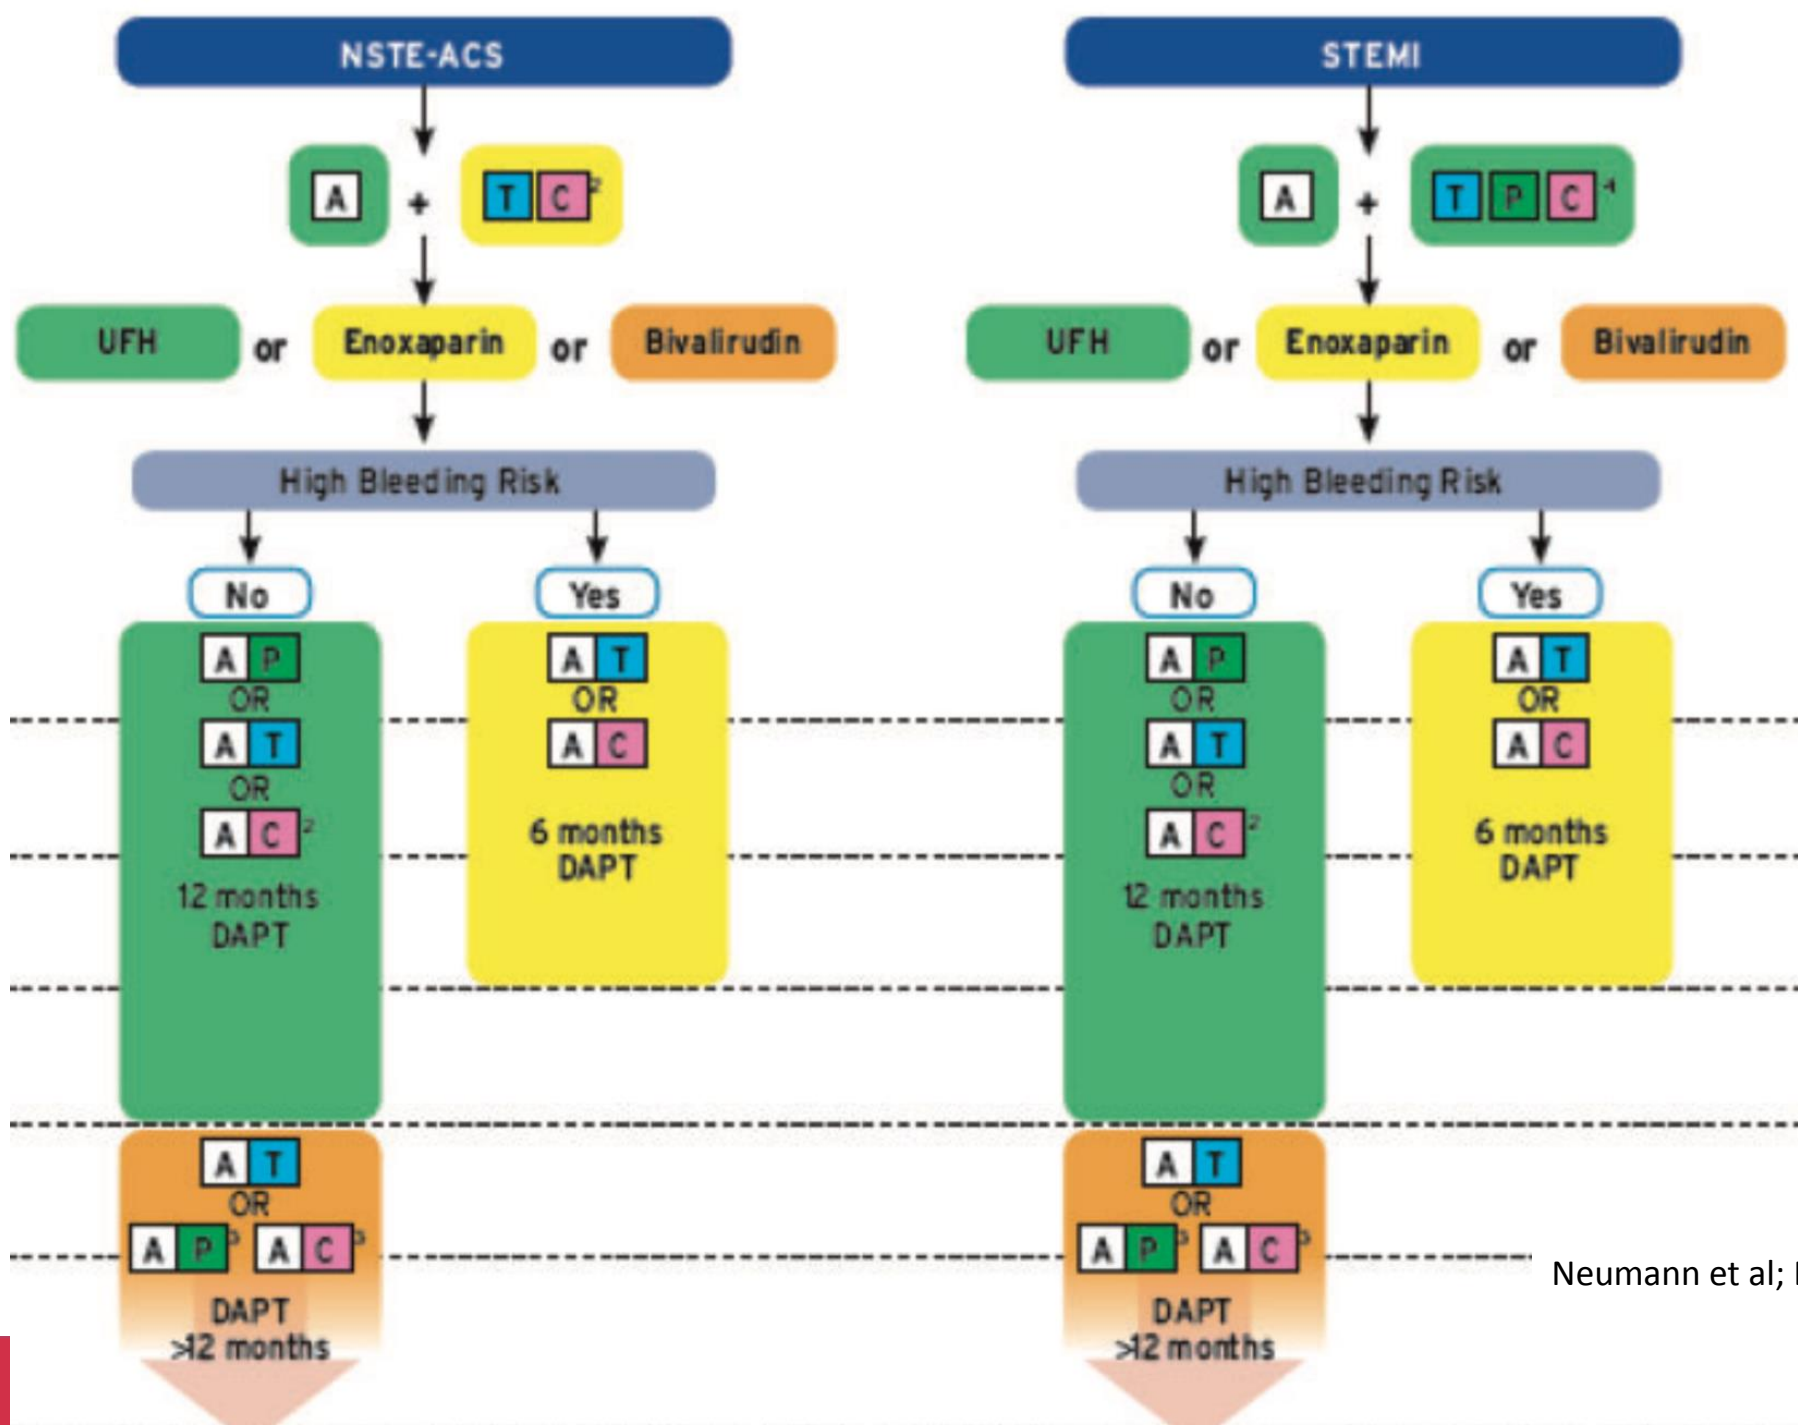 NSTE-ACS
A + T C 2
UFH or Enoxaparin or Bivalirudin
High Bleeding Risk
No Yes
A P
OR
A T
OR
A C 2
12 months
DAPT
A T
OR
A C
6 months
DAPT
A T
OR
A P 3 A C 3
DAPT
>12 months
STEMI
A + T P C 4
UFH or Enoxaparin or Bivalirudin
High Bleeding Risk
No Yes
A P
OR
A T
OR
A C 2
12 months
DAPT
A T
OR
A C
6 months
DAPT
A T
OR
A P 3 A C 3
DAPT
>12 months
Neumann et al;